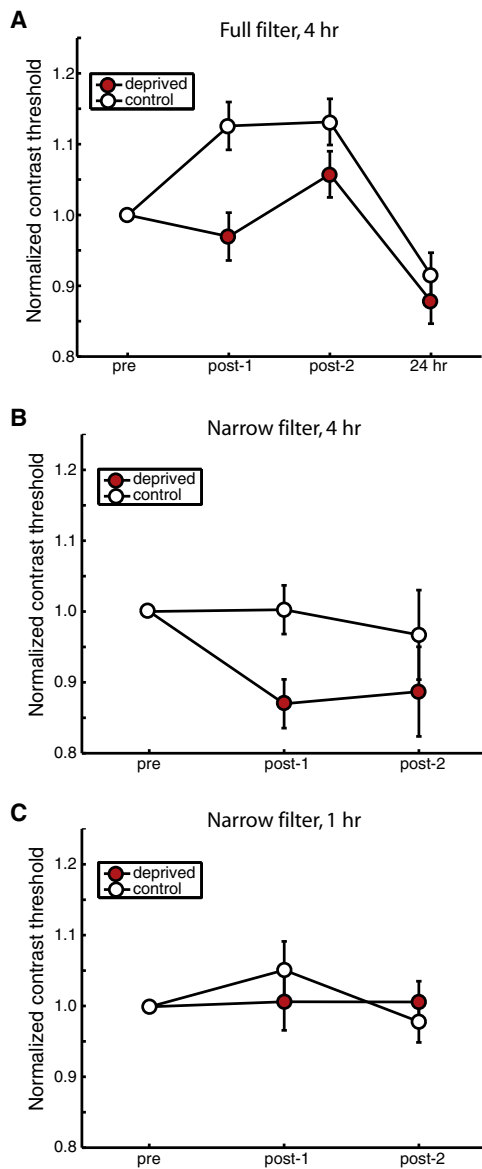 A
Full filter, 4 hr
Normalized contrast threshold
1.2
1.1
1.0
0.9
0.8
deprived
control
pre post-1 post-2 24 hr
B
Narrow filter, 4 hr
Normalized contrast threshold
1.2
1.1
1.0
0.9
0.8
deprived
control
pre post-1 post-2
C
Narrow filter, 1 hr
Normalized contrast threshold
1.2
1.1
1.0
0.9
0.8
deprived
control
pre post-1 post-2